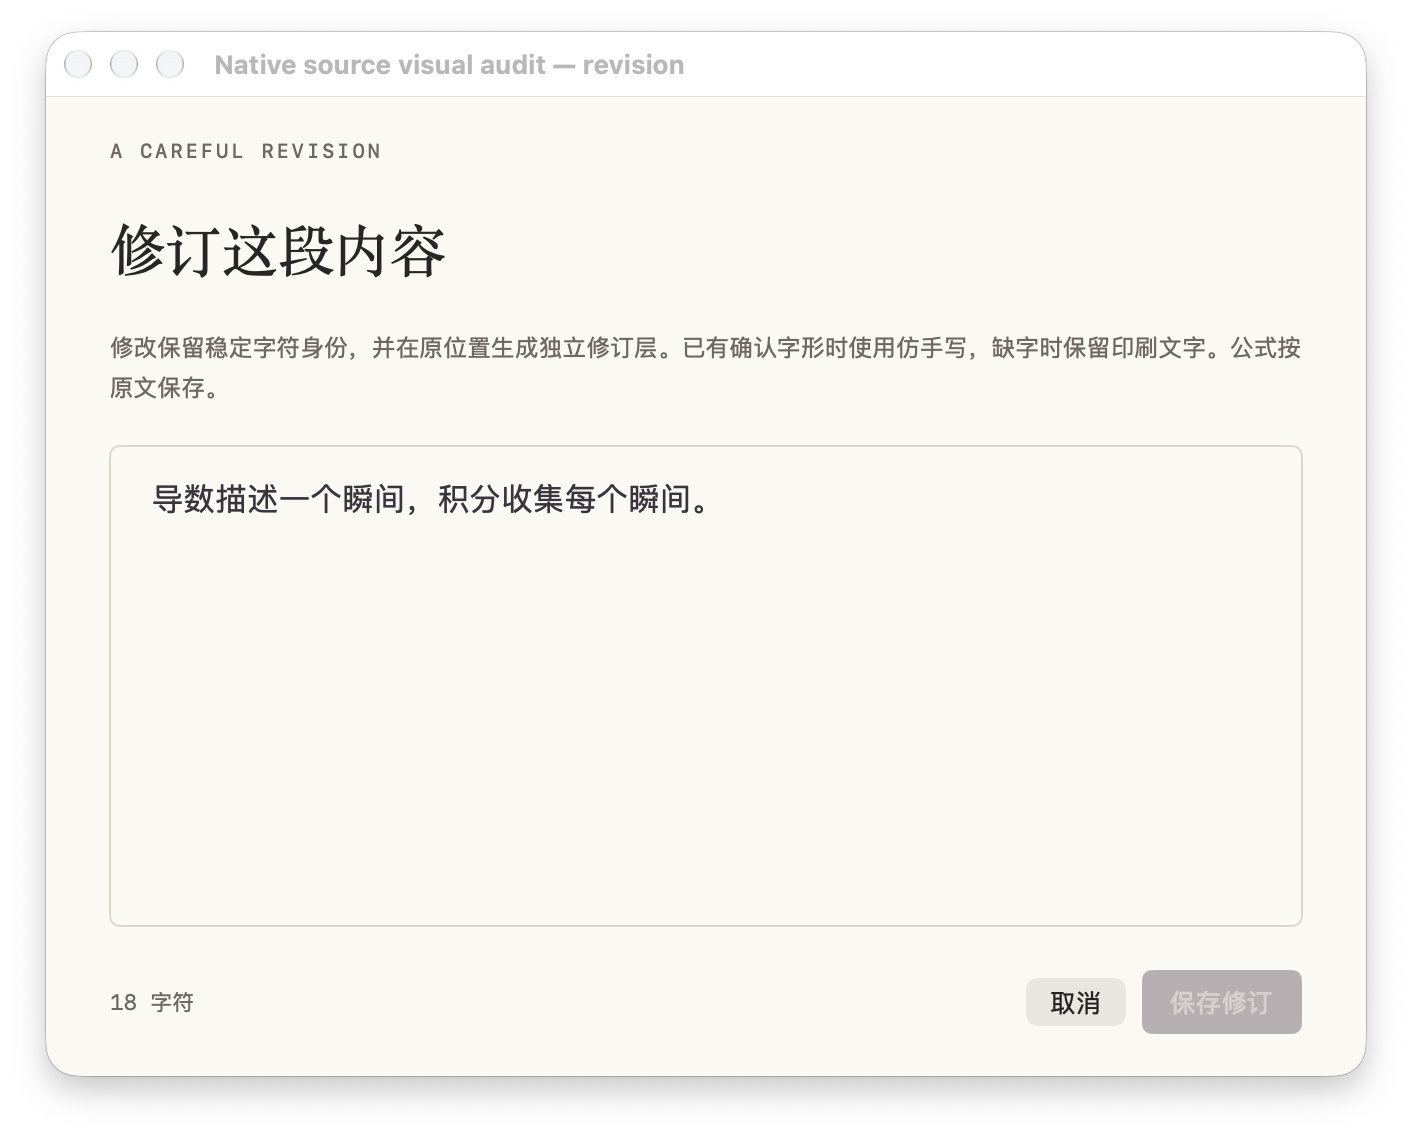 Native source visual audit — revision
A CAREFUL REVISION
修订这段内容
修改保留稳定字符身份，并在原位置生成独立修订层。已有确认字形时使用仿手写，缺字时保留印刷文字。公式按
原文保存。
导数描述一个瞬间，积分收集每个瞬间。
18 字符
取消
保存修订